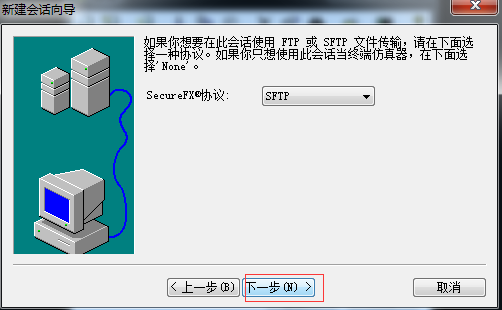 新建会话向导
如果你想要在此会话使用 FTP 或 SFTP 文件传输，请在下面选
择一种协议。如果你只想使用此会话当终端仿真器，在下面选
择'None'。
SecureFX®协议:
SFTP
< 上一步(B)
下一步(N) >
取消